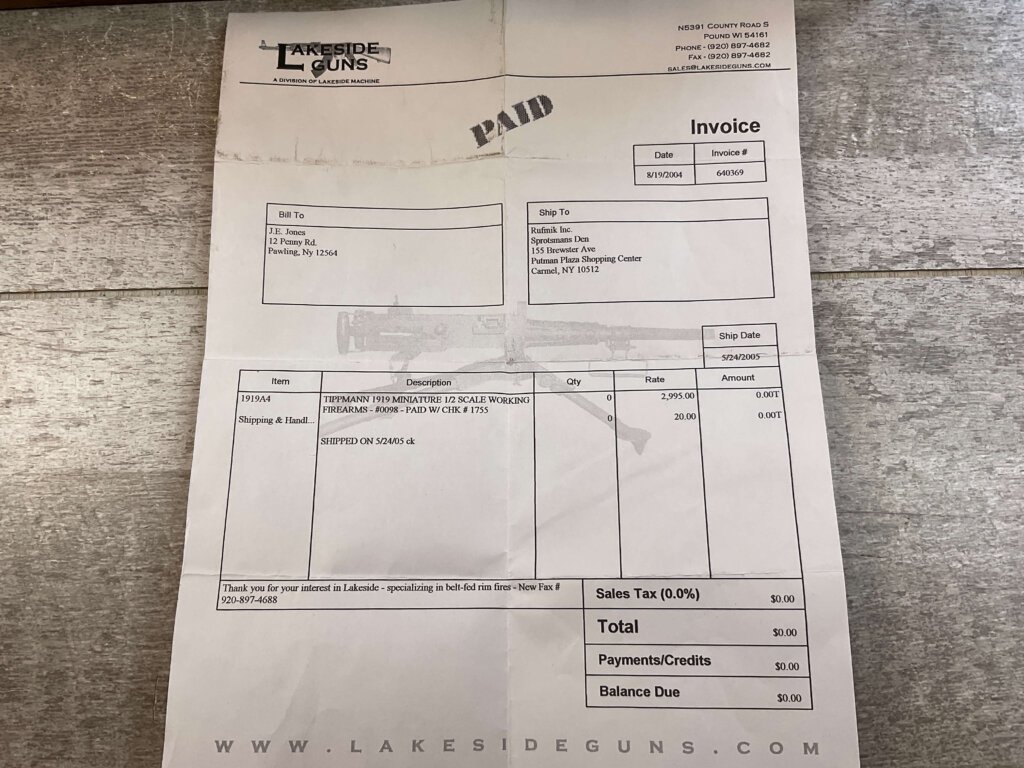 LAKESIDE
GUNS
A DIVISION OF LAKESIDE MACHINE
N5391 COUNTY ROAD S
POUND WI 54161
PHONE - (920) 897-4682
FAX - (920) 897-4682
SALES@LAKESIDEGUNS.COM
PAID
Invoice
Date Invoice #
8/19/2004 640369
Bill To
J.E. Jones
12 Penny Rd.
Pawling, Ny 12564
Ship To
Rufmik Inc.
Sprotsmans Den
155 Brewster Ave
Putman Plaza Shopping Center
Carmel, NY 10512
Ship Date
5/24/2005
Item Description Qty Rate Amount
1919A4 TIPPMANN 1919 MINIATURE 1/2 SCALE WORKING 0 2,995.00 0.00T
FIREARMS - #0098 - PAID W/ CHK # 1755
Shipping & Handl... 0 20.00 0.00T
SHIPPED ON 5/24/05 ck
Thank you for your interest in Lakeside - specializing in belt-fed rim fires - New Fax #
920-897-4688
Sales Tax (0.0%) $0.00
Total $0.00
Payments/Credits $0.00
Balance Due $0.00
WWW.LAKESIDEGUNS.COM